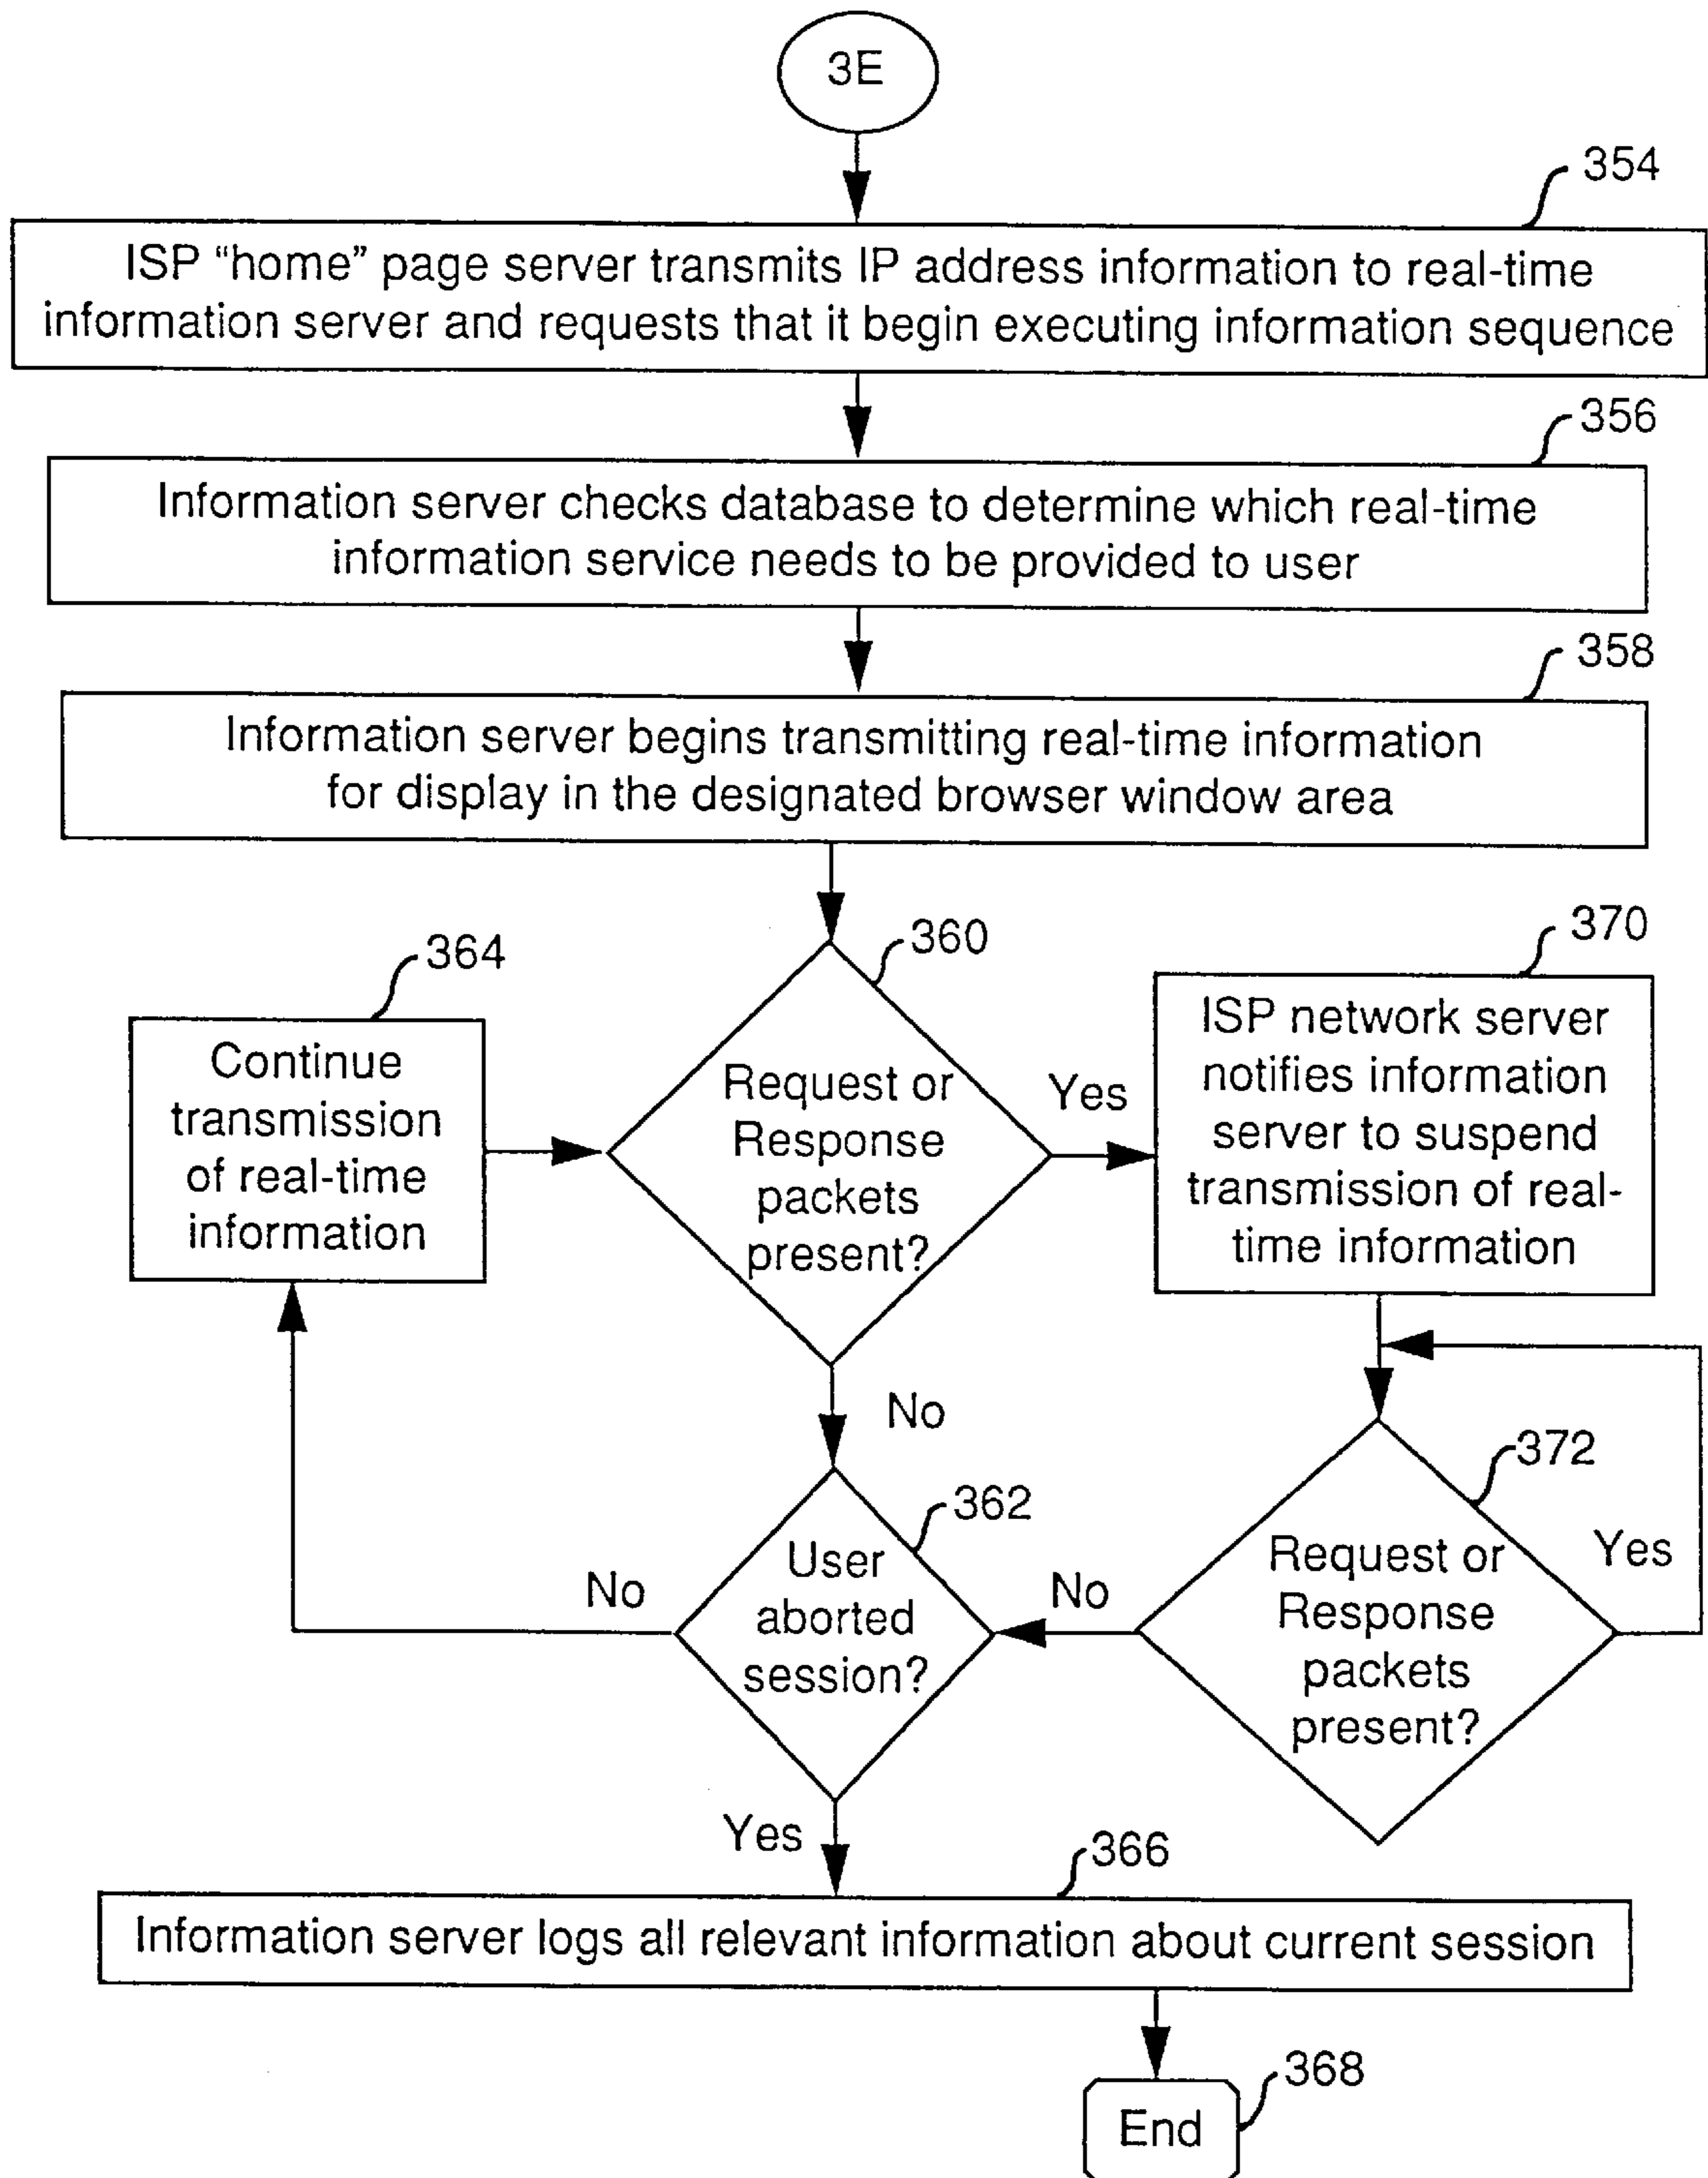 3E
354
ISP “home” page server transmits IP address information to real-time
information server and requests that it begin executing information sequence
356
Information server checks database to determine which real-time
information service needs to be provided to user
358
Information server begins transmitting real-time information
for display in the designated browser window area
364
Continue
transmission
of real-time
information
360
Request or
Response
packets
present?
Yes
370
ISP network server
notifies information
server to suspend
transmission of real-
time information
No
362
User
aborted
session?
No
No
372
Request or
Response
packets
present?
Yes
Yes
366
Information server logs all relevant information about current session
368
End